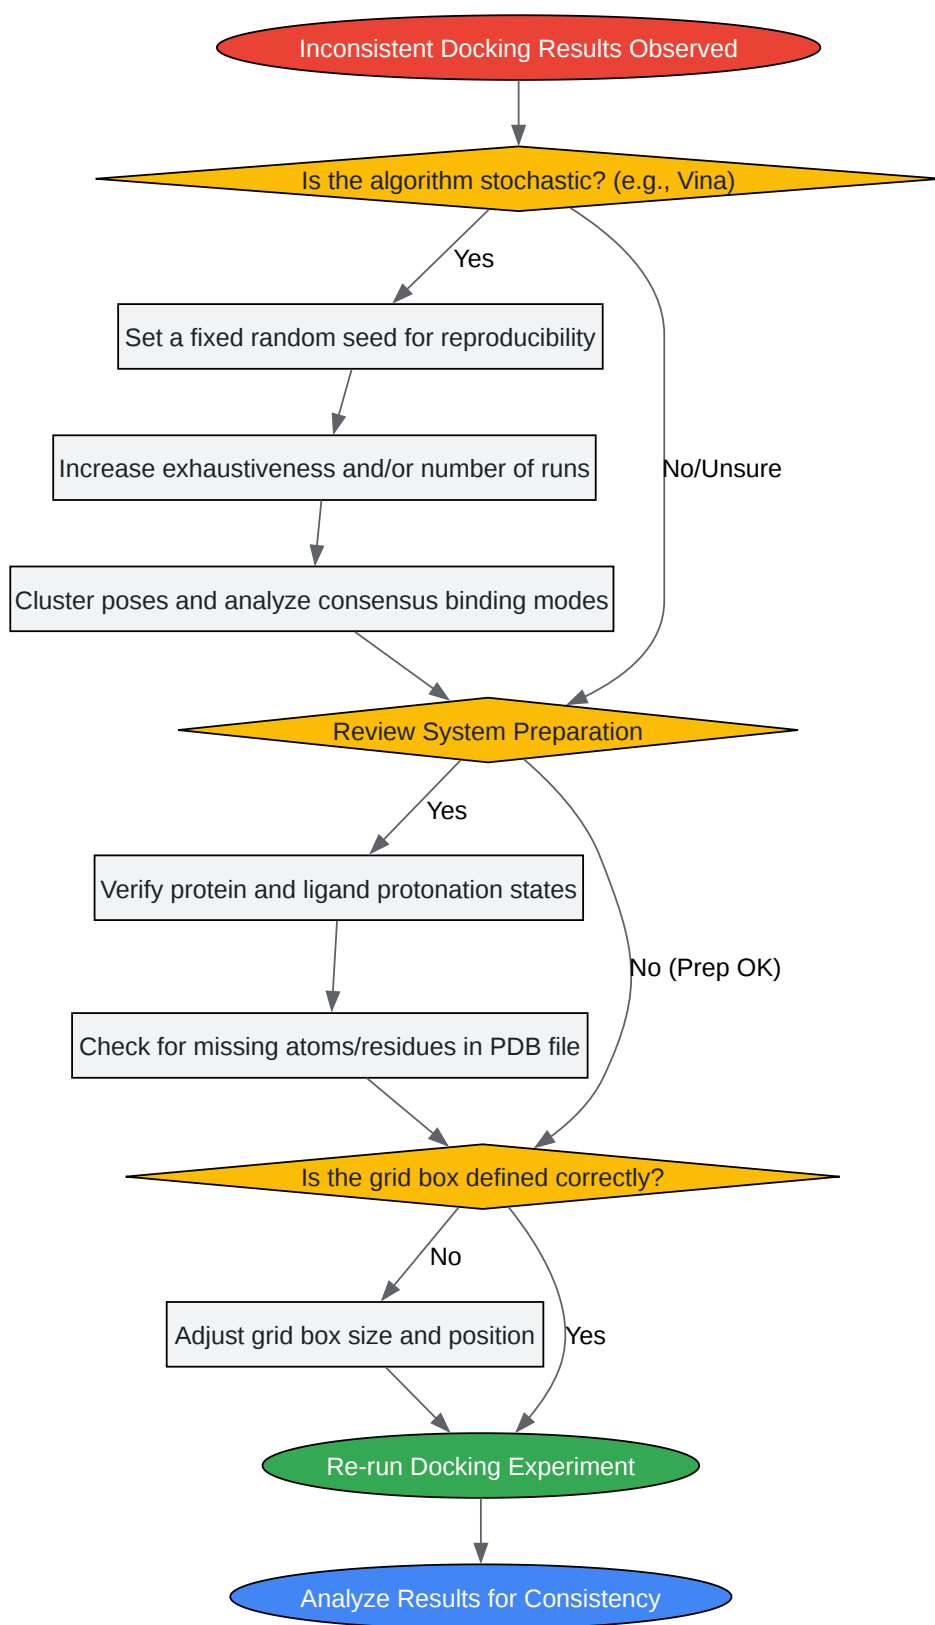 Inconsistent Docking Results Observed
Is the algorithm stochastic? (e.g., Vina)
Yes
Set a fixed random seed for reproducibility
Increase exhaustiveness and/or number of runs
No/Unsure
Cluster poses and analyze consensus binding modes
Review System Preparation
Yes
Verify protein and ligand protonation states
No (Prep OK)
Check for missing atoms/residues in PDB file
Is the grid box defined correctly?
No
Adjust grid box size and position
Yes
Re-run Docking Experiment
Analyze Results for Consistency